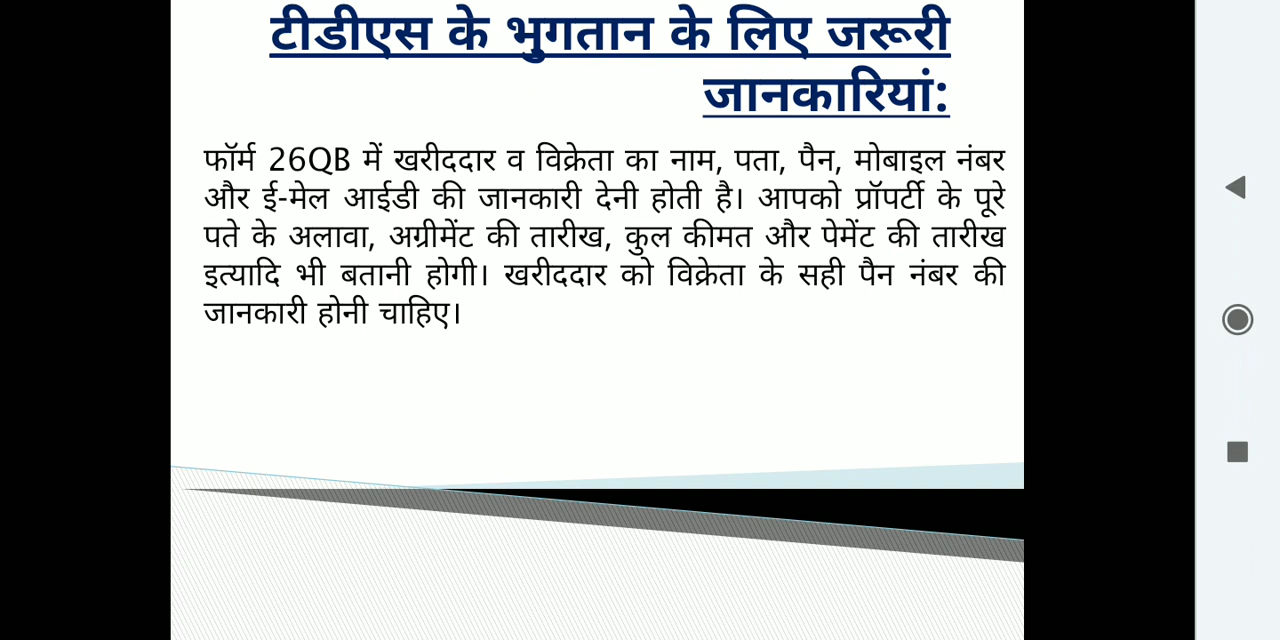 टीडीएस के भुगतान के लिए जरूरी
जानकारियां:
फॉर्म 26QB में खरीददार व विक्रेता का नाम, पता, पैन, मोबाइल नंबर
और ई-मेल आईडी की जानकारी देनी होती है। आपको प्रॉपर्टी के पूरे
पते के अलावा, अग्रीमेंट की तारीख, कुल कीमत और पेमेंट की तारीख
इत्यादि भी बतानी होगी। खरीददार को विक्रेता के सही पैन नंबर की
जानकारी होनी चाहिए।